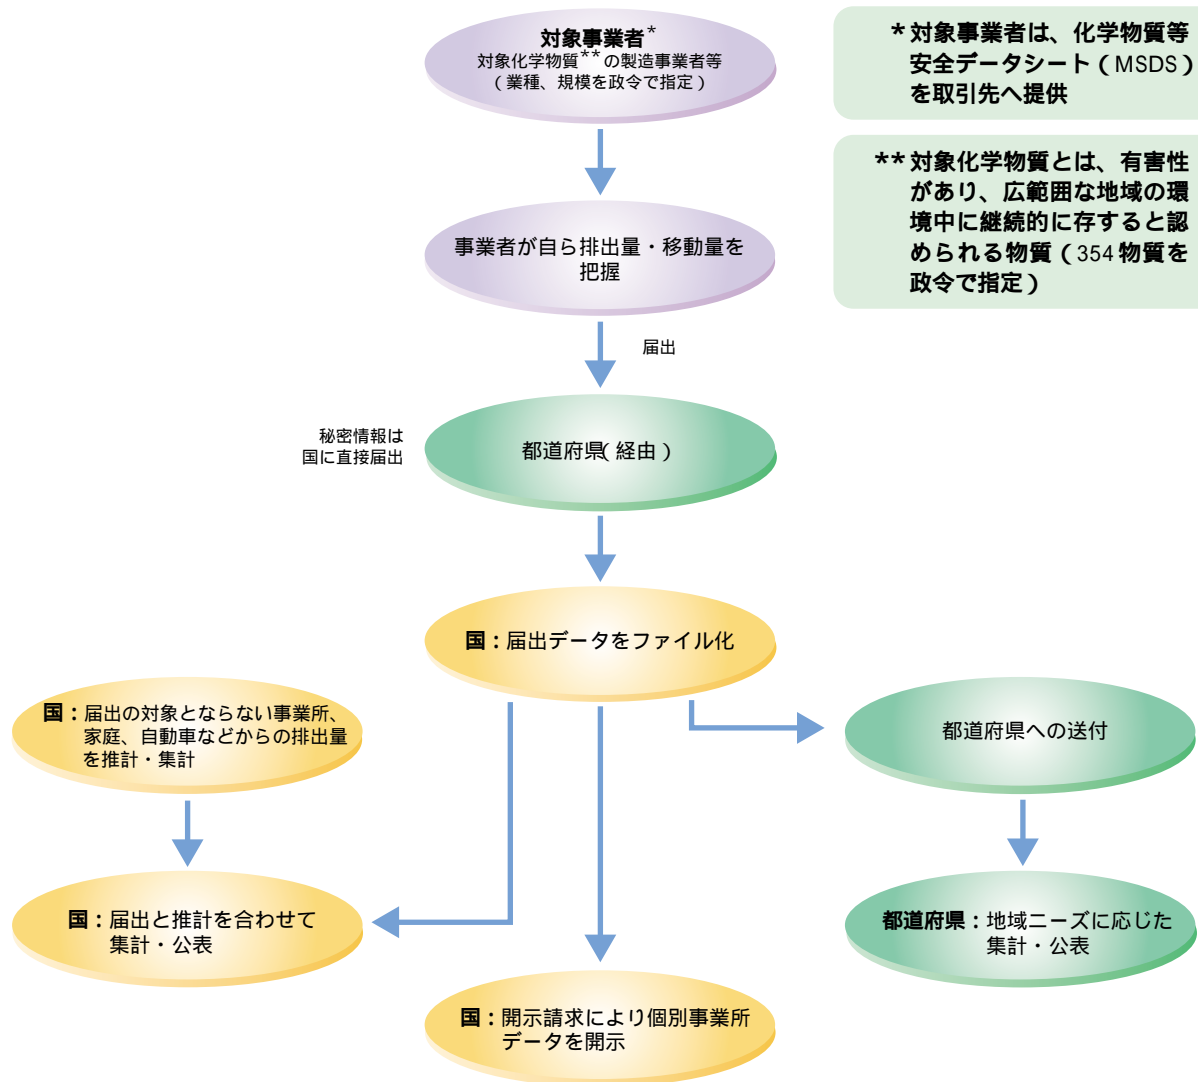 対象事業者*
対象化学物質**の製造事業者等
(業種、規模を政令で指定)
*対象事業者は、化学物質等
安全データシート(MSDS)
を取引先へ提供
**対象化学物質とは、有害性
があり、広範囲な地域の環
境中に継続的に存すると認
められる物質(354物質を
政令で指定)
事業者が自ら排出量・移動量を
把握
届出
秘密情報は
国に直接届出
都道府県(経由)
国:届出データをファイル化
国:届出の対象とならない事業所、
家庭、自動車などからの排出量
を推計・集計
都道府県への送付
国:届出と推計を合わせて
集計・公表
都道府県:地域ニーズに応じた
集計・公表
国:開示請求により個別事業所
データを開示